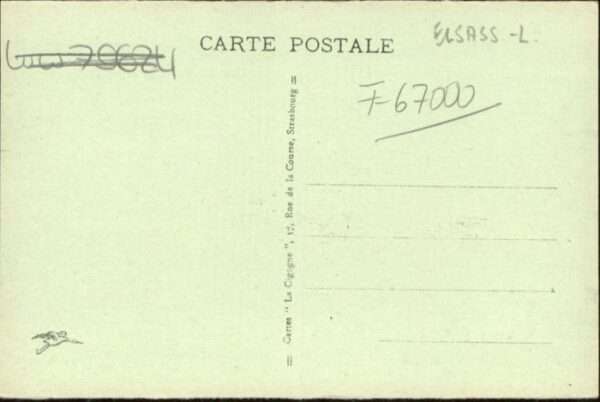 CARTE POSTALE
ELSASS-L.
F-67000
= Cartes " La Cigogne ", 17, Rue de la Course, Strasbourg =